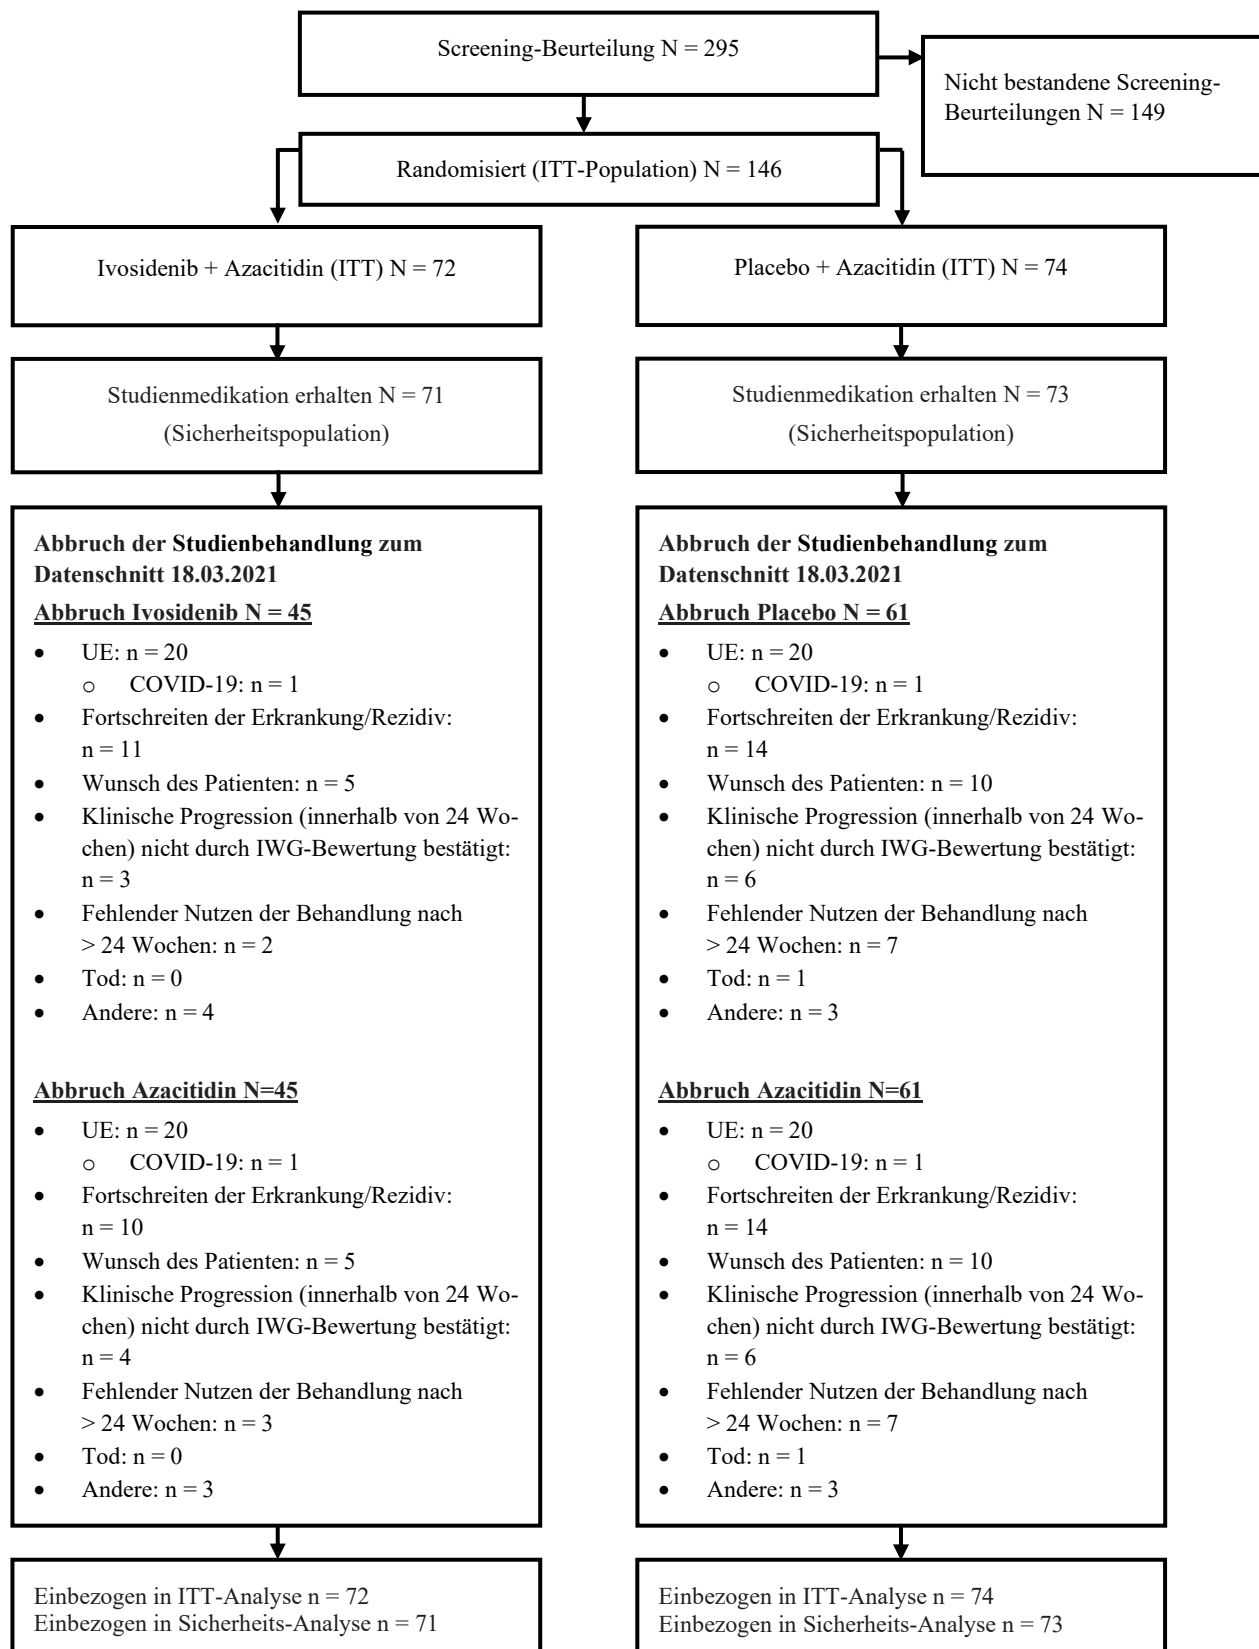 Screening-Beurteilung N = 295
Nicht bestandene Screening-
Beurteilungen N = 149
Randomisiert (ITT-Population) N = 146
Ivosidenib + Azacitidin (ITT) N = 72
Studienmedikation erhalten N = 71
(Sicherheitspopulation)
Abbruch der Studienbehandlung zum
Datenschnitt 18.03.2021
Abbruch Ivosidenib N = 45
• UE: n = 20
o COVID-19: n = 1
• Fortschreiten der Erkrankung/Rezidiv:
n = 11
• Wunsch des Patienten: n = 5
• Klinische Progression (innerhalb von 24 Wo-
chen) nicht durch IWG-Bewertung bestätigt:
n = 3
• Fehlender Nutzen der Behandlung nach
> 24 Wochen: n = 2
• Tod: n = 0
• Andere: n = 4
Abbruch Azacitidin N=45
• UE: n = 20
o COVID-19: n = 1
• Fortschreiten der Erkrankung/Rezidiv:
n = 10
• Wunsch des Patienten: n = 5
• Klinische Progression (innerhalb von 24 Wo-
chen) nicht durch IWG-Bewertung bestätigt:
n = 4
• Fehlender Nutzen der Behandlung nach
> 24 Wochen: n = 3
• Tod: n = 0
• Andere: n = 3
Einbezogen in ITT-Analyse n = 72
Einbezogen in Sicherheits-Analyse n = 71
Placebo + Azacitidin (ITT) N = 74
Studienmedikation erhalten N = 73
(Sicherheitspopulation)
Abbruch der Studienbehandlung zum
Datenschnitt 18.03.2021
Abbruch Placebo N = 61
• UE: n = 20
o COVID-19: n = 1
• Fortschreiten der Erkrankung/Rezidiv:
n = 14
• Wunsch des Patienten: n = 10
• Klinische Progression (innerhalb von 24 Wo-
chen) nicht durch IWG-Bewertung bestätigt:
n = 6
• Fehlender Nutzen der Behandlung nach
> 24 Wochen: n = 7
• Tod: n = 1
• Andere: n = 3
Abbruch Azacitidin N=61
• UE: n = 20
o COVID-19: n = 1
• Fortschreiten der Erkrankung/Rezidiv:
n = 14
• Wunsch des Patienten: n = 10
• Klinische Progression (innerhalb von 24 Wo-
chen) nicht durch IWG-Bewertung bestätigt:
n = 6
• Fehlender Nutzen der Behandlung nach
> 24 Wochen: n = 7
• Tod: n = 1
• Andere: n = 3
Einbezogen in ITT-Analyse n = 74
Einbezogen in Sicherheits-Analyse n = 73